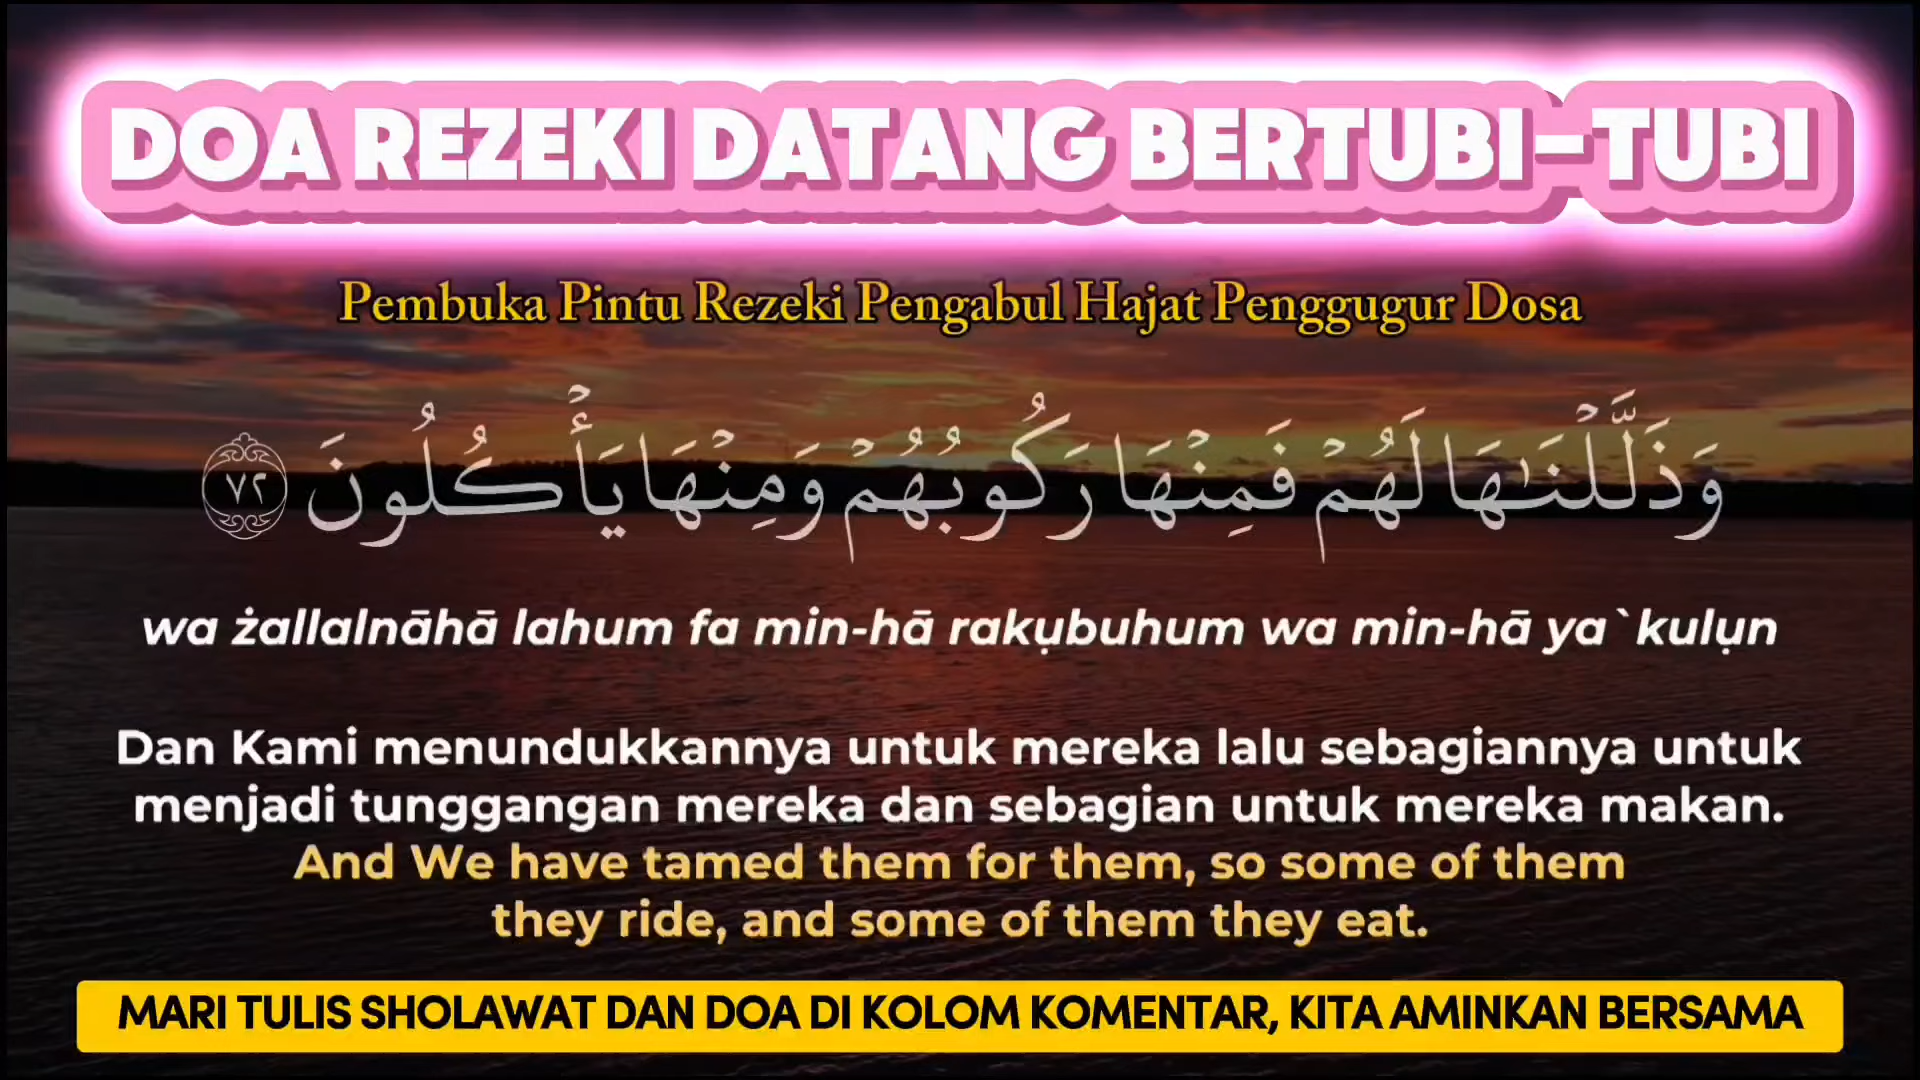 DOA REZEKI DATANG BERTUBI-TUBI
Pembuka Pintu Rezeki Pengabul Hajat Penggugur Dosa
وَذَلَّلْنَـٰهَا لَهُمْ فَمِنْهَا رَكُوبُهُمْ وَمِنْهَا يَأْكُلُونَ ٧٢
wa żallalnāhā lahum fa min-hā rakụbuhum wa min-hā ya`kulụn
Dan Kami menundukkannya untuk mereka lalu sebagiannya untuk
menjadi tunggangan mereka dan sebagian untuk mereka makan.
And We have tamed them for them, so some of them
they ride, and some of them they eat.
MARI TULIS SHOLAWAT DAN DOA DI KOLOM KOMENTAR, KITA AMINKAN BERSAMA